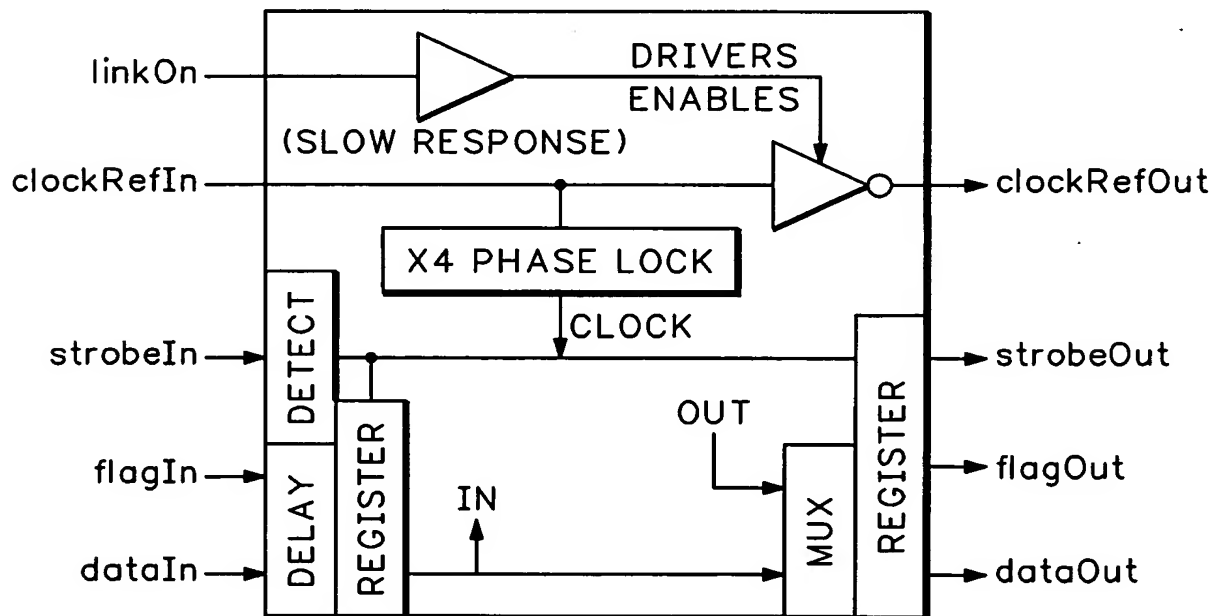 linkOn
DRIVERS
ENABLES
(SLOW RESPONSE)
clockRefIn
clockRefOut
X4 PHASE LOCK
CLOCK
strobeIn
DETECT
strobeOut
OUT
REGISTER
REGISTER
flagIn
flagOut
DELAY
IN
MUX
dataIn
dataOut